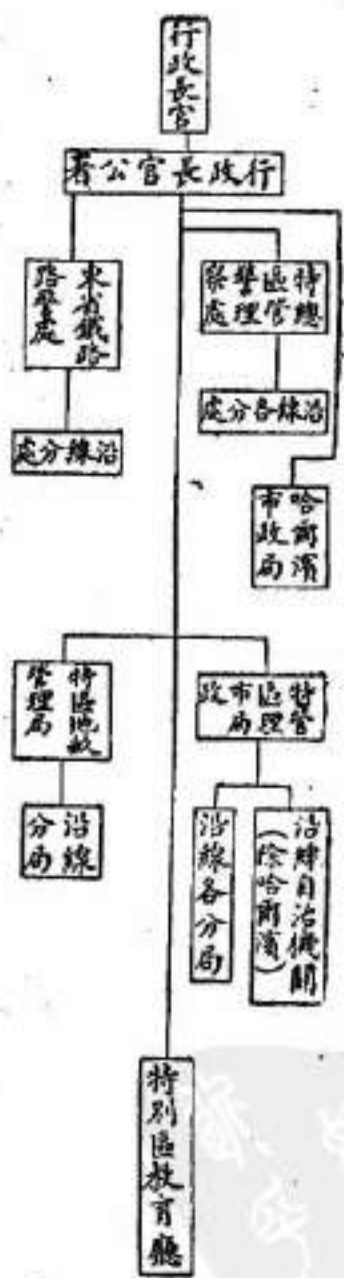 行政長官
行政長官公署
特區警察
總管理處
沿線各分處
哈爾濱
市政局
東省鐵路
路警處
沿線分處
特區市政
管理局
沿線自治機關
(除哈爾濱)
沿線各分局
特區地畝
管理局
沿線
分局
特別區教育廳